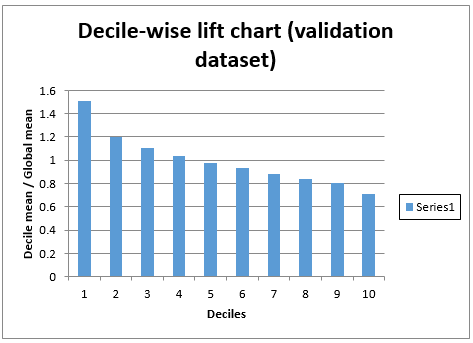 Decile-wise lift chart (validation
dataset)
1.6
1.4
1.2
1
0.8
0.6
0.4
0.2
0
Decile mean / Global mean
1 2 3 4 5 6 7 8 9 10
Deciles
Series1